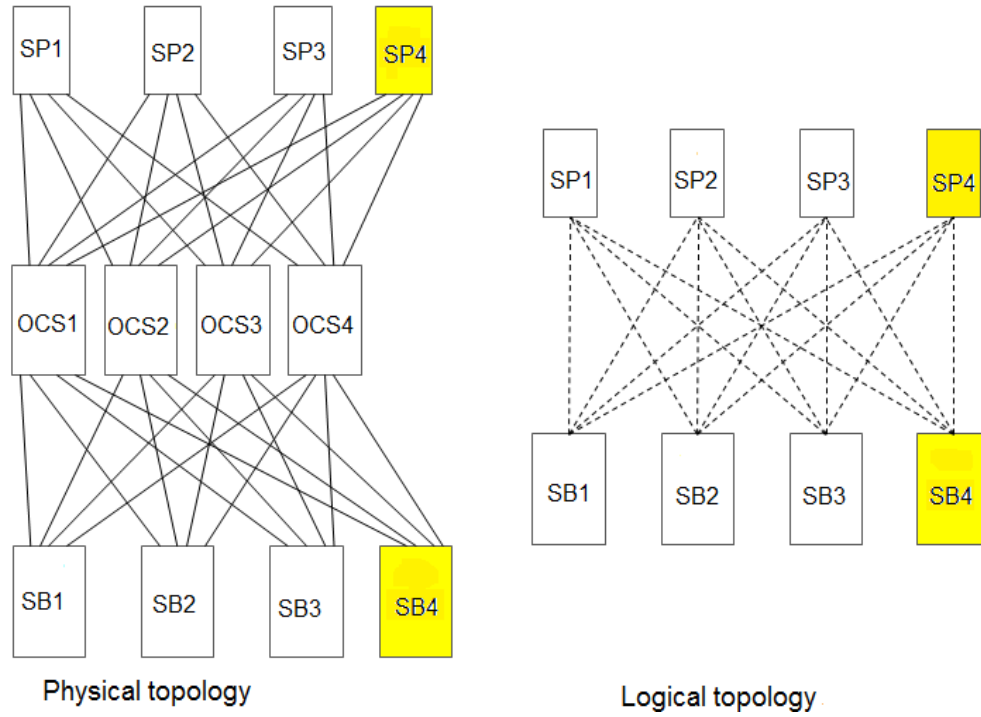 SP1 SP2 SP3 SP4
OCS1 OCS2 OCS3 OCS4
SB1 SB2 SB3 SB4
Physical topology
SP1 SP2 SP3 SP4
SB1 SB2 SB3 SB4
Logical topology